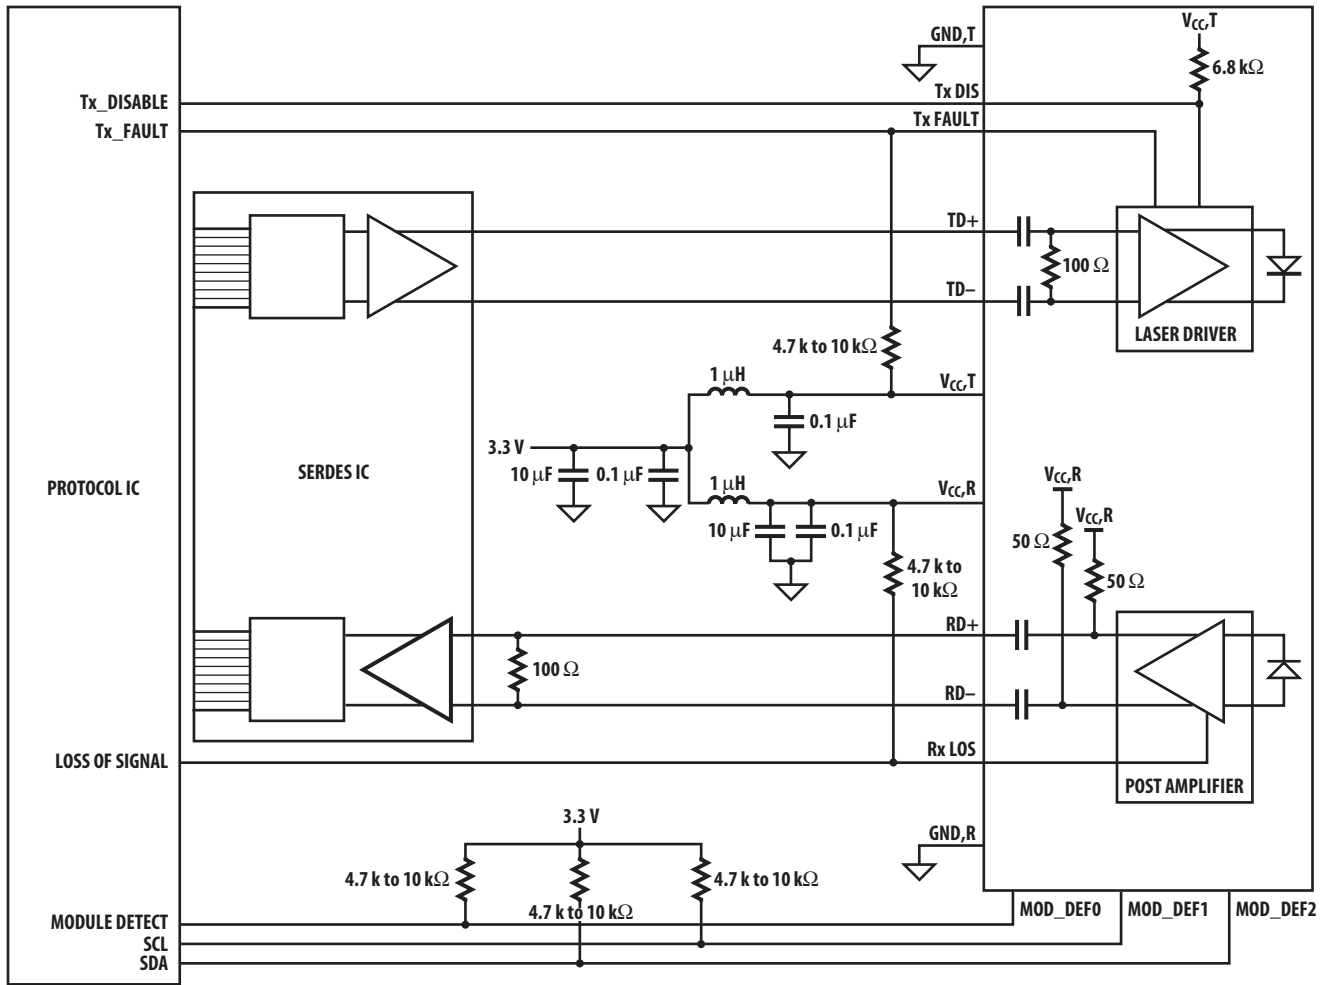 GND,T
VCC,T
6.8 kΩ
Tx_DISABLE
Tx DIS
Tx_FAULT
Tx FAULT
TD+
100 Ω
TD–
LASER DRIVER
4.7 k to 10 kΩ
1 μH
VCC,T
0.1 μF
3.3 V
10 μF
0.1 μF
SERDES IC
PROTOCOL IC
1 μH
VCC,R
10 μF
0.1 μF
4.7 k to
10 kΩ
VCC,R
VCC,R
50 Ω
50 Ω
RD+
100 Ω
RD–
LOSS OF SIGNAL
Rx LOS
POST AMPLIFIER
3.3 V
GND,R
4.7 k to 10 kΩ
4.7 k to 10 kΩ
4.7 k to 10 kΩ
MODULE DETECT
SCL
SDA
MOD_DEF0
MOD_DEF1
MOD_DEF2